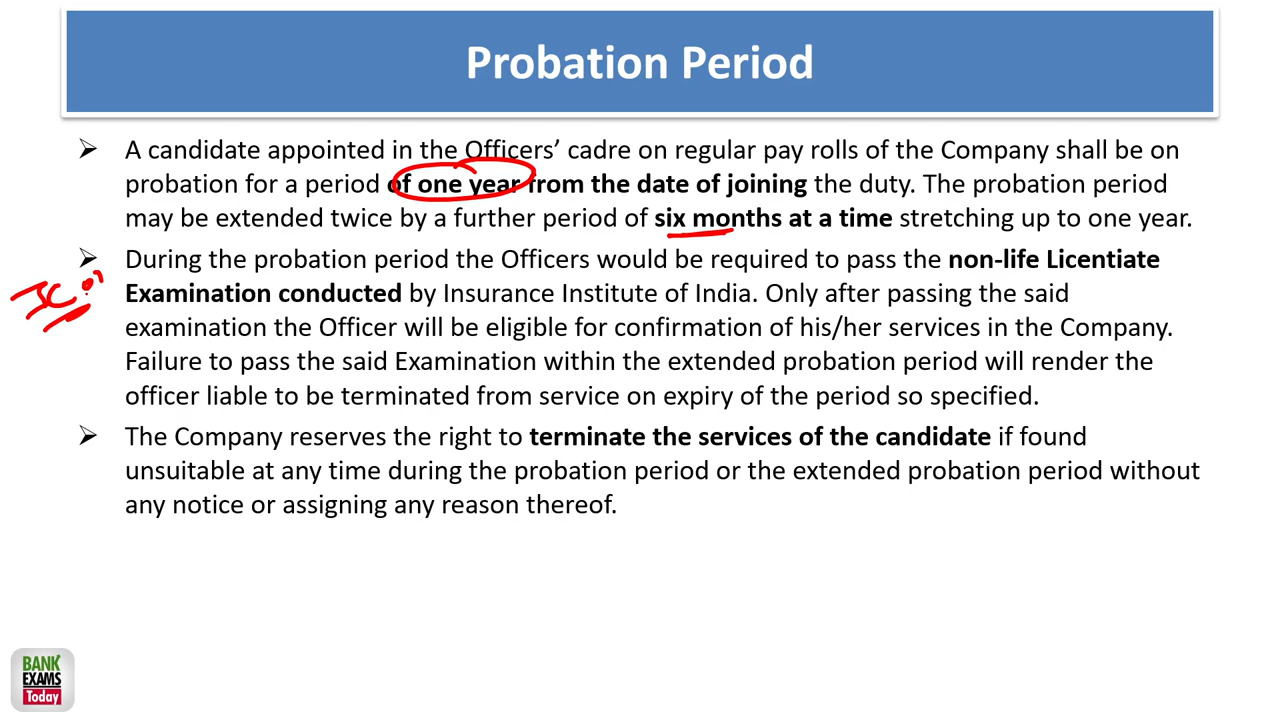 Probation Period
➢ A candidate appointed in the Officers’ cadre on regular pay rolls of the Company shall be on
probation for a period of one year from the date of joining the duty. The probation period
may be extended twice by a further period of six months at a time stretching up to one year.
➢ During the probation period the Officers would be required to pass the non-life Licentiate
Examination conducted by Insurance Institute of India. Only after passing the said
examination the Officer will be eligible for confirmation of his/her services in the Company.
Failure to pass the said Examination within the extended probation period will render the
officer liable to be terminated from service on expiry of the period so specified.
➢ The Company reserves the right to terminate the services of the candidate if found
unsuitable at any time during the probation period or the extended probation period without
any notice or assigning any reason thereof.
BANK
EXAMS
Today